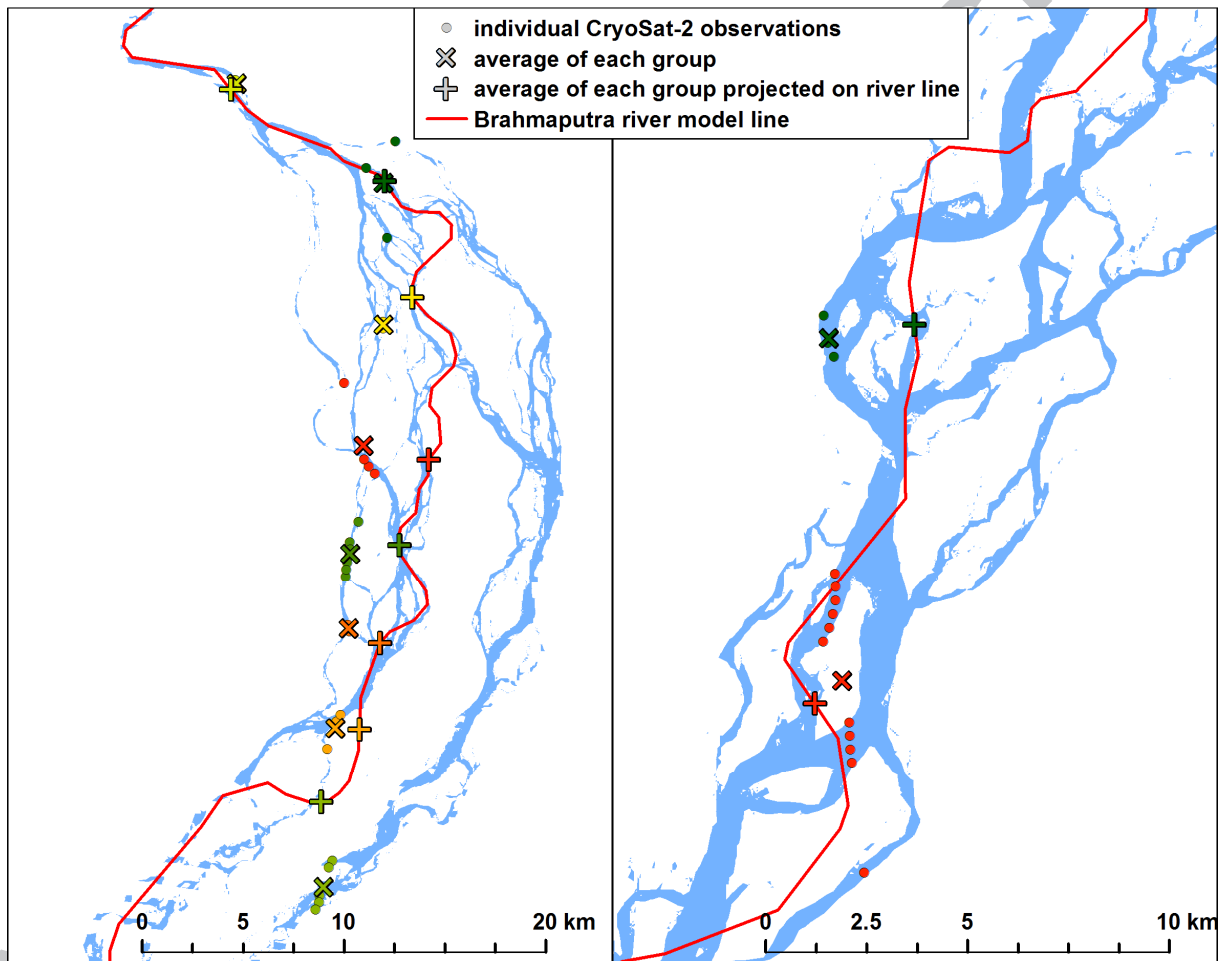 individual CryoSat-2 observations
average of each group
average of each group projected on river line
Brahmaputra river model line
0 5 10 20 km
0 2.5 5 10 km